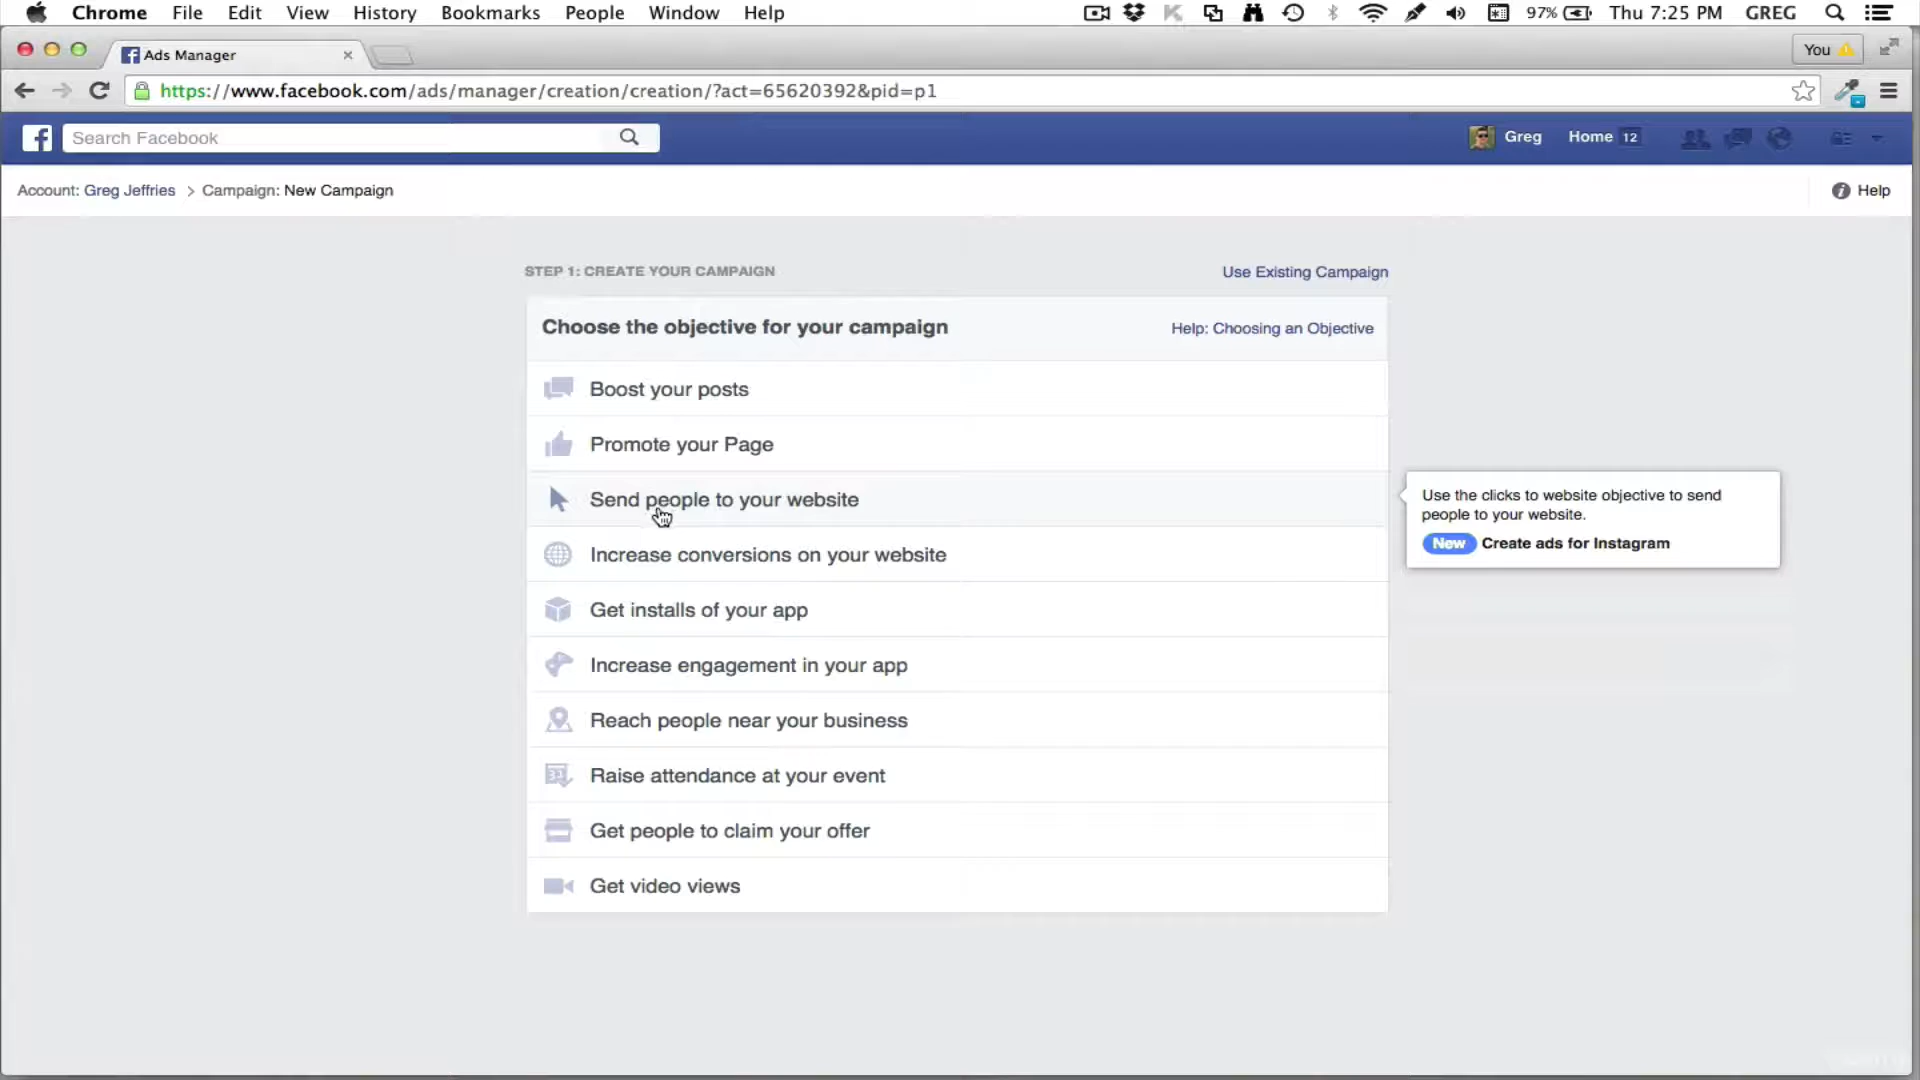 Chrome File Edit View History Bookmarks People Window Help 97% Thu 7:25 PM GREG
Ads Manager You
https://www.facebook.com/ads/manager/creation/creation/?act=65620392&pid=p1
Search Facebook Greg Home 12
Account: Greg Jeffries > Campaign: New Campaign Help
STEP 1: CREATE YOUR CAMPAIGN Use Existing Campaign
Choose the objective for your campaign Help: Choosing an Objective
Boost your posts
Promote your Page
Send people to your website
Use the clicks to website objective to send
people to your website.
New Create ads for Instagram
Increase conversions on your website
Get installs of your app
Increase engagement in your app
Reach people near your business
31
Raise attendance at your event
Get people to claim your offer
Get video views